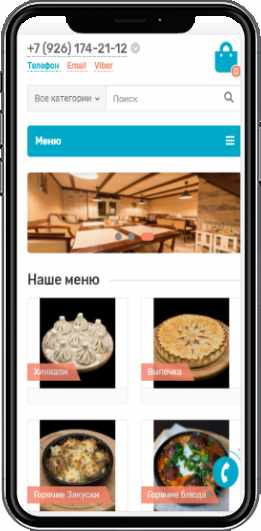 +7 (926) 174-21-12
Телефон Email Viber
0
Все категории Поиск
Меню
Наше меню
Хинкали Выпечка
Горячие Закуски Горячие блюда